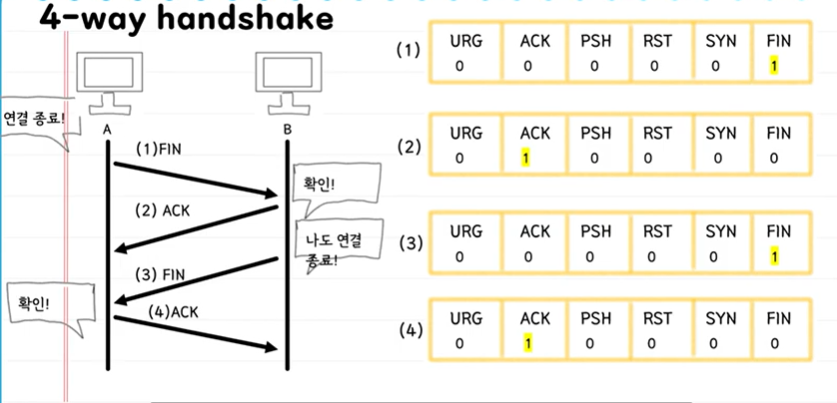 4-way handshake
연결 종료!
A
B
(1)FIN
확인!
(2) ACK
나도 연결
종료!
(3) FIN
확인!
(4)ACK
(1)
URG ACK PSH RST SYN FIN
0 0 0 0 0 1
(2)
URG ACK PSH RST SYN FIN
0 1 0 0 0 0
(3)
URG ACK PSH RST SYN FIN
0 0 0 0 0 1
(4)
URG ACK PSH RST SYN FIN
0 1 0 0 0 0